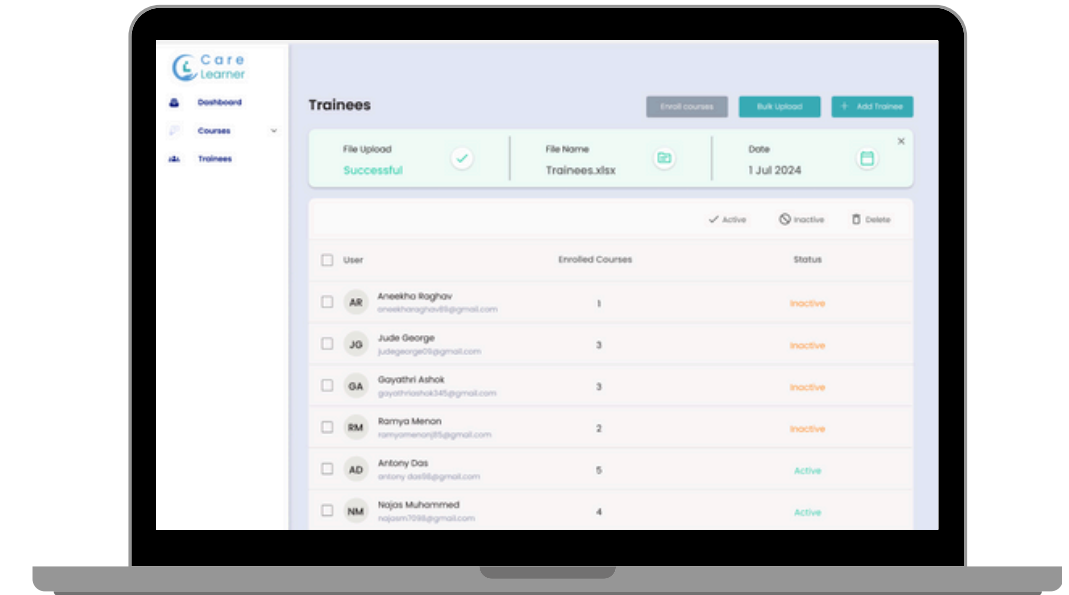 Care
Learner
Dashboard
Courses
Trainees
Trainees
Enroll courses
Bulk Upload
+ Add Trainee
File Upload
Successful
File Name
Trainees.xlsx
Date
1 Jul 2024
Active
Inactive
Delete
User Enrolled Courses Status
AR Aneekha Raghav 1 Inactive
JG Jude George 3 Inactive
GA Gayathri Ashok 3 Inactive
gayathriashok345@gmail.com
RM Ramya Menon 2 Inactive
AD Antony Das 5 Active
NM Najas Muhammed 4 Active